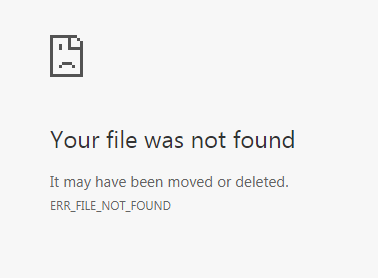 Your file was not found
It may have been moved or deleted.
ERR_FILE_NOT_FOUND